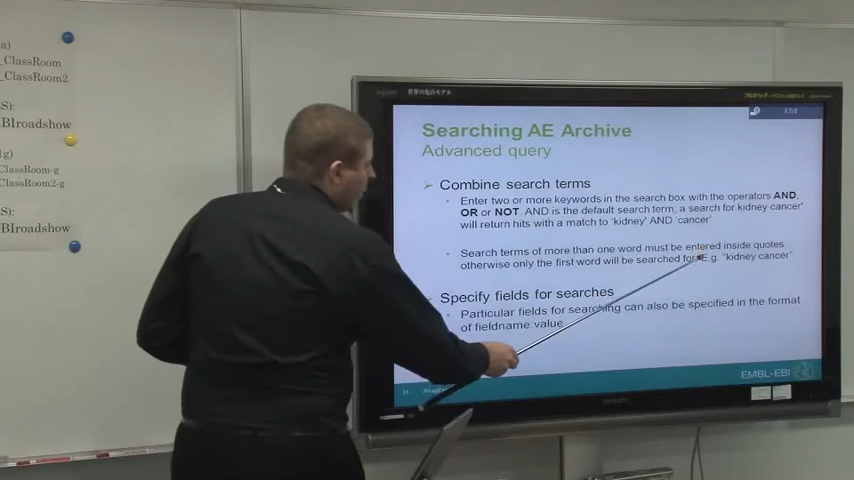 _ClassRoom
_ClassRoom2
BIroadshow
ClassRoom-g
ClassRoom2-g
BIroadshow
Searching AE Archive
Advanced query
Combine search terms
Enter two or more keywords in the search box with the operators AND,
OR or NOT. AND is the default search term; a search for kidney cancer'
will return hits with a match to 'kidney' AND 'cancer'
Search terms of more than one word must be entered inside quotes
otherwise only the first word will be searched for. E.g. "kidney cancer"
Specify fields for searches
Particular fields for searching can also be specified in the format
of fieldname:value
EMBL-EBI